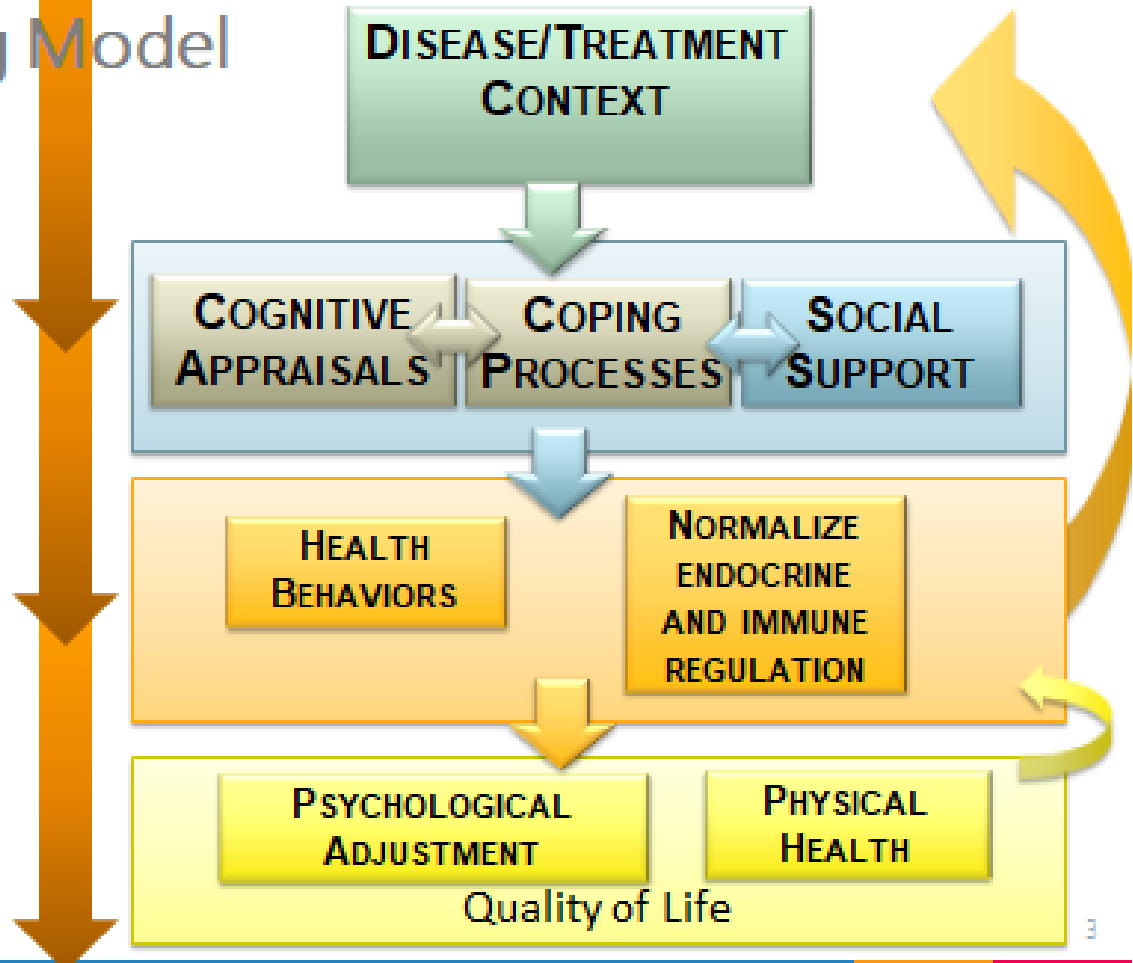 g Model
DISEASE/TREATMENT
CONTEXT
COGNITIVE
APPRAISALS
COPING
PROCESSES
SOCIAL
SUPPORT
HEALTH
BEHAVIORS
NORMALIZE
ENDOCRINE
AND IMMUNE
REGULATION
PSYCHOLOGICAL
ADJUSTMENT
PHYSICAL
HEALTH
Quality of Life
3